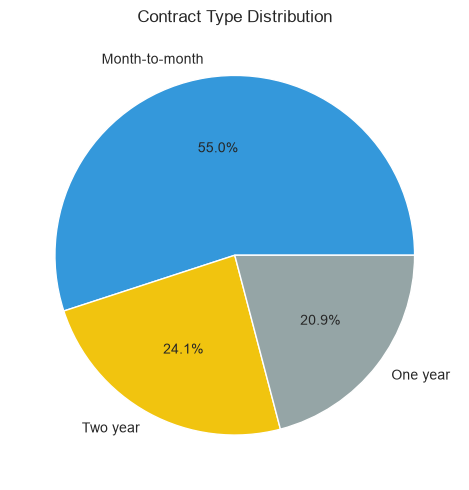 Contract Type Distribution
Month-to-month
55.0%
20.9%
24.1%
One year
Two year